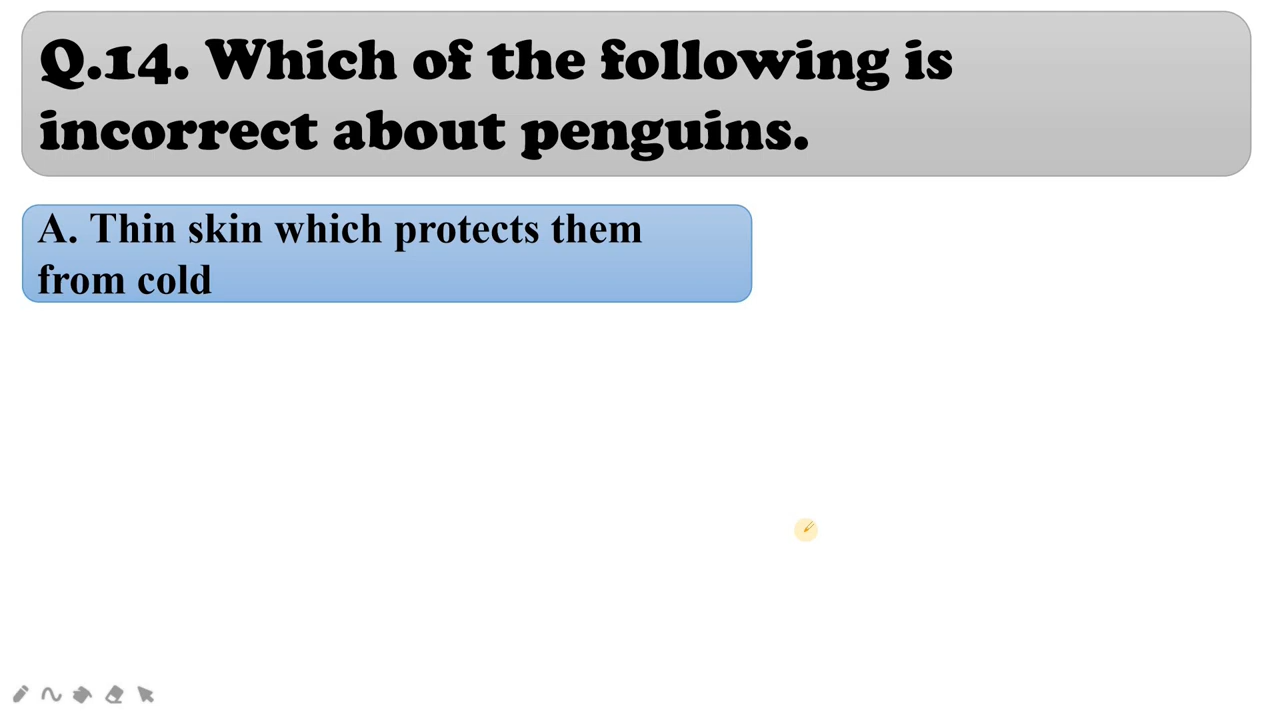 Q.14. Which of the following is
incorrect about penguins.
A. Thin skin which protects them
from cold